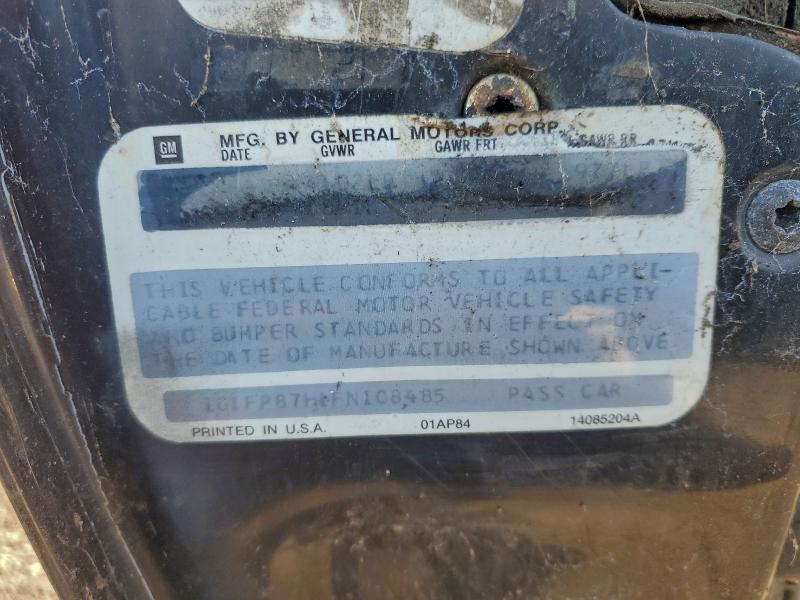 GM MFG. BY GENERAL MOTORS CORP.
DATE GVWR GAWR FRT GAWR RR
THIS VEHICLE CONFORMS TO ALL APPLI-
CABLE FEDERAL MOTOR VEHICLE SAFETY
AND BUMPER STANDARDS IN EFFECT ON
THE DATE OF MANUFACTURE SHOWN ABOVE
PASS CAR
PRINTED IN U.S.A. 01AP84 14085204A